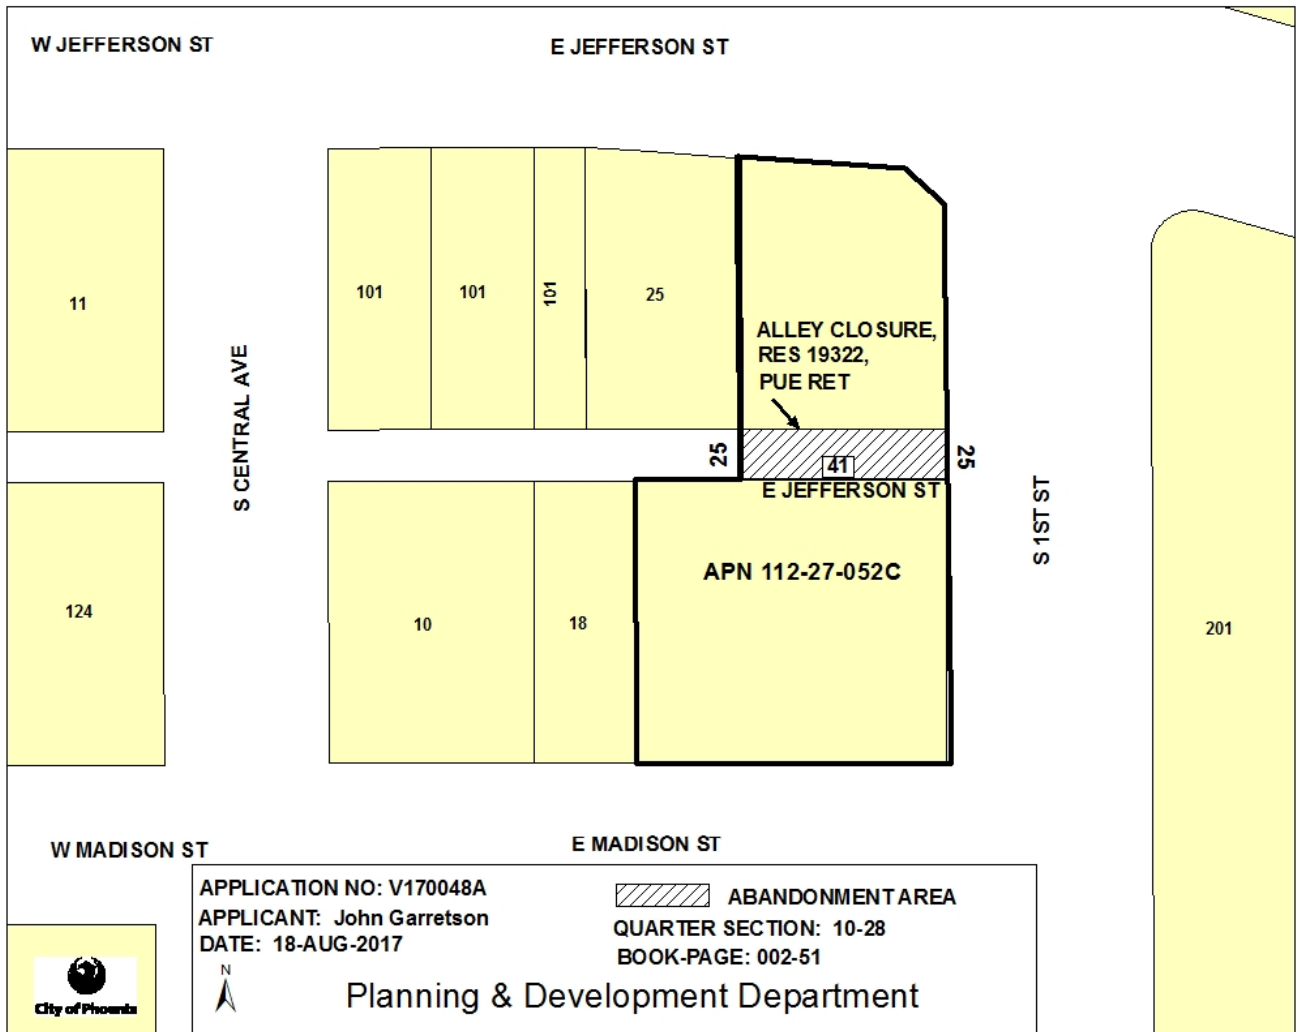 W JEFFERSON ST
E JEFFERSON ST
11
101
101
101
25
ALLEY CLOSURE,
RES 19322,
PUE RET
S CENTRAL AVE
25
41
25
E JEFFERSON ST
S 1ST ST
APN 112-27-052C
124
10
18
201
W MADISON ST
E MADISON ST
APPLICATION NO: V170048A
APPLICANT: John Garretson
DATE: 18-AUG-2017
ABANDONMENT AREA
QUARTER SECTION: 10-28
BOOK-PAGE: 002-51
N
Planning & Development Department
City of Phoenix